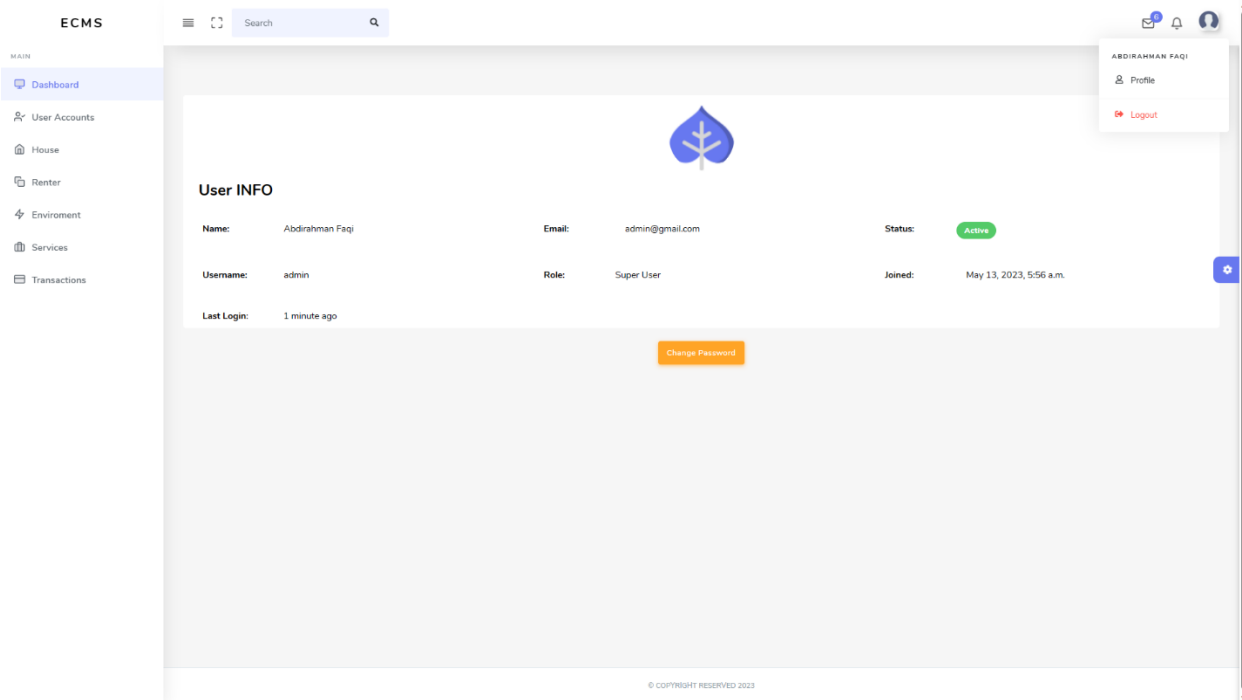 ECMS
Search
6
MAIN
ABDIRAHMAN FAQI
Profile
Logout
Dashboard
User Accounts
House
Renter
Enviroment
Services
Transactions
User INFO
Name: Abdirahman Faqi Email: admin@gmail.com Status: Active
Username: admin Role: Super User Joined: May 13, 2023, 5:56 a.m.
Last Login: 1 minute ago
Change Password
© COPYRIGHT RESERVED 2023